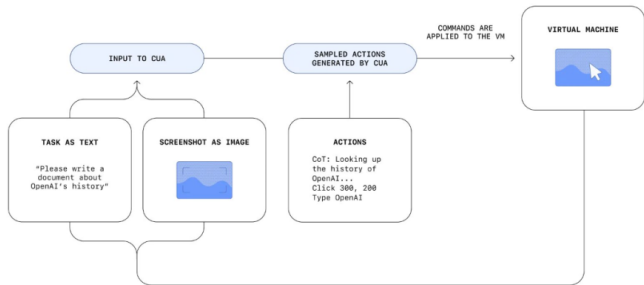 COMMANDS ARE
APPLIED TO THE VM
VIRTUAL MACHINE
INPUT TO CUA
SAMPLED ACTIONS
GENERATED BY CUA
TASK AS TEXT
"Please write a
document about
OpenAI's history"
SCREENSHOT AS IMAGE
ACTIONS
CoT: Looking up
the history of
OpenAI...
Click 300, 200
Type OpenAI